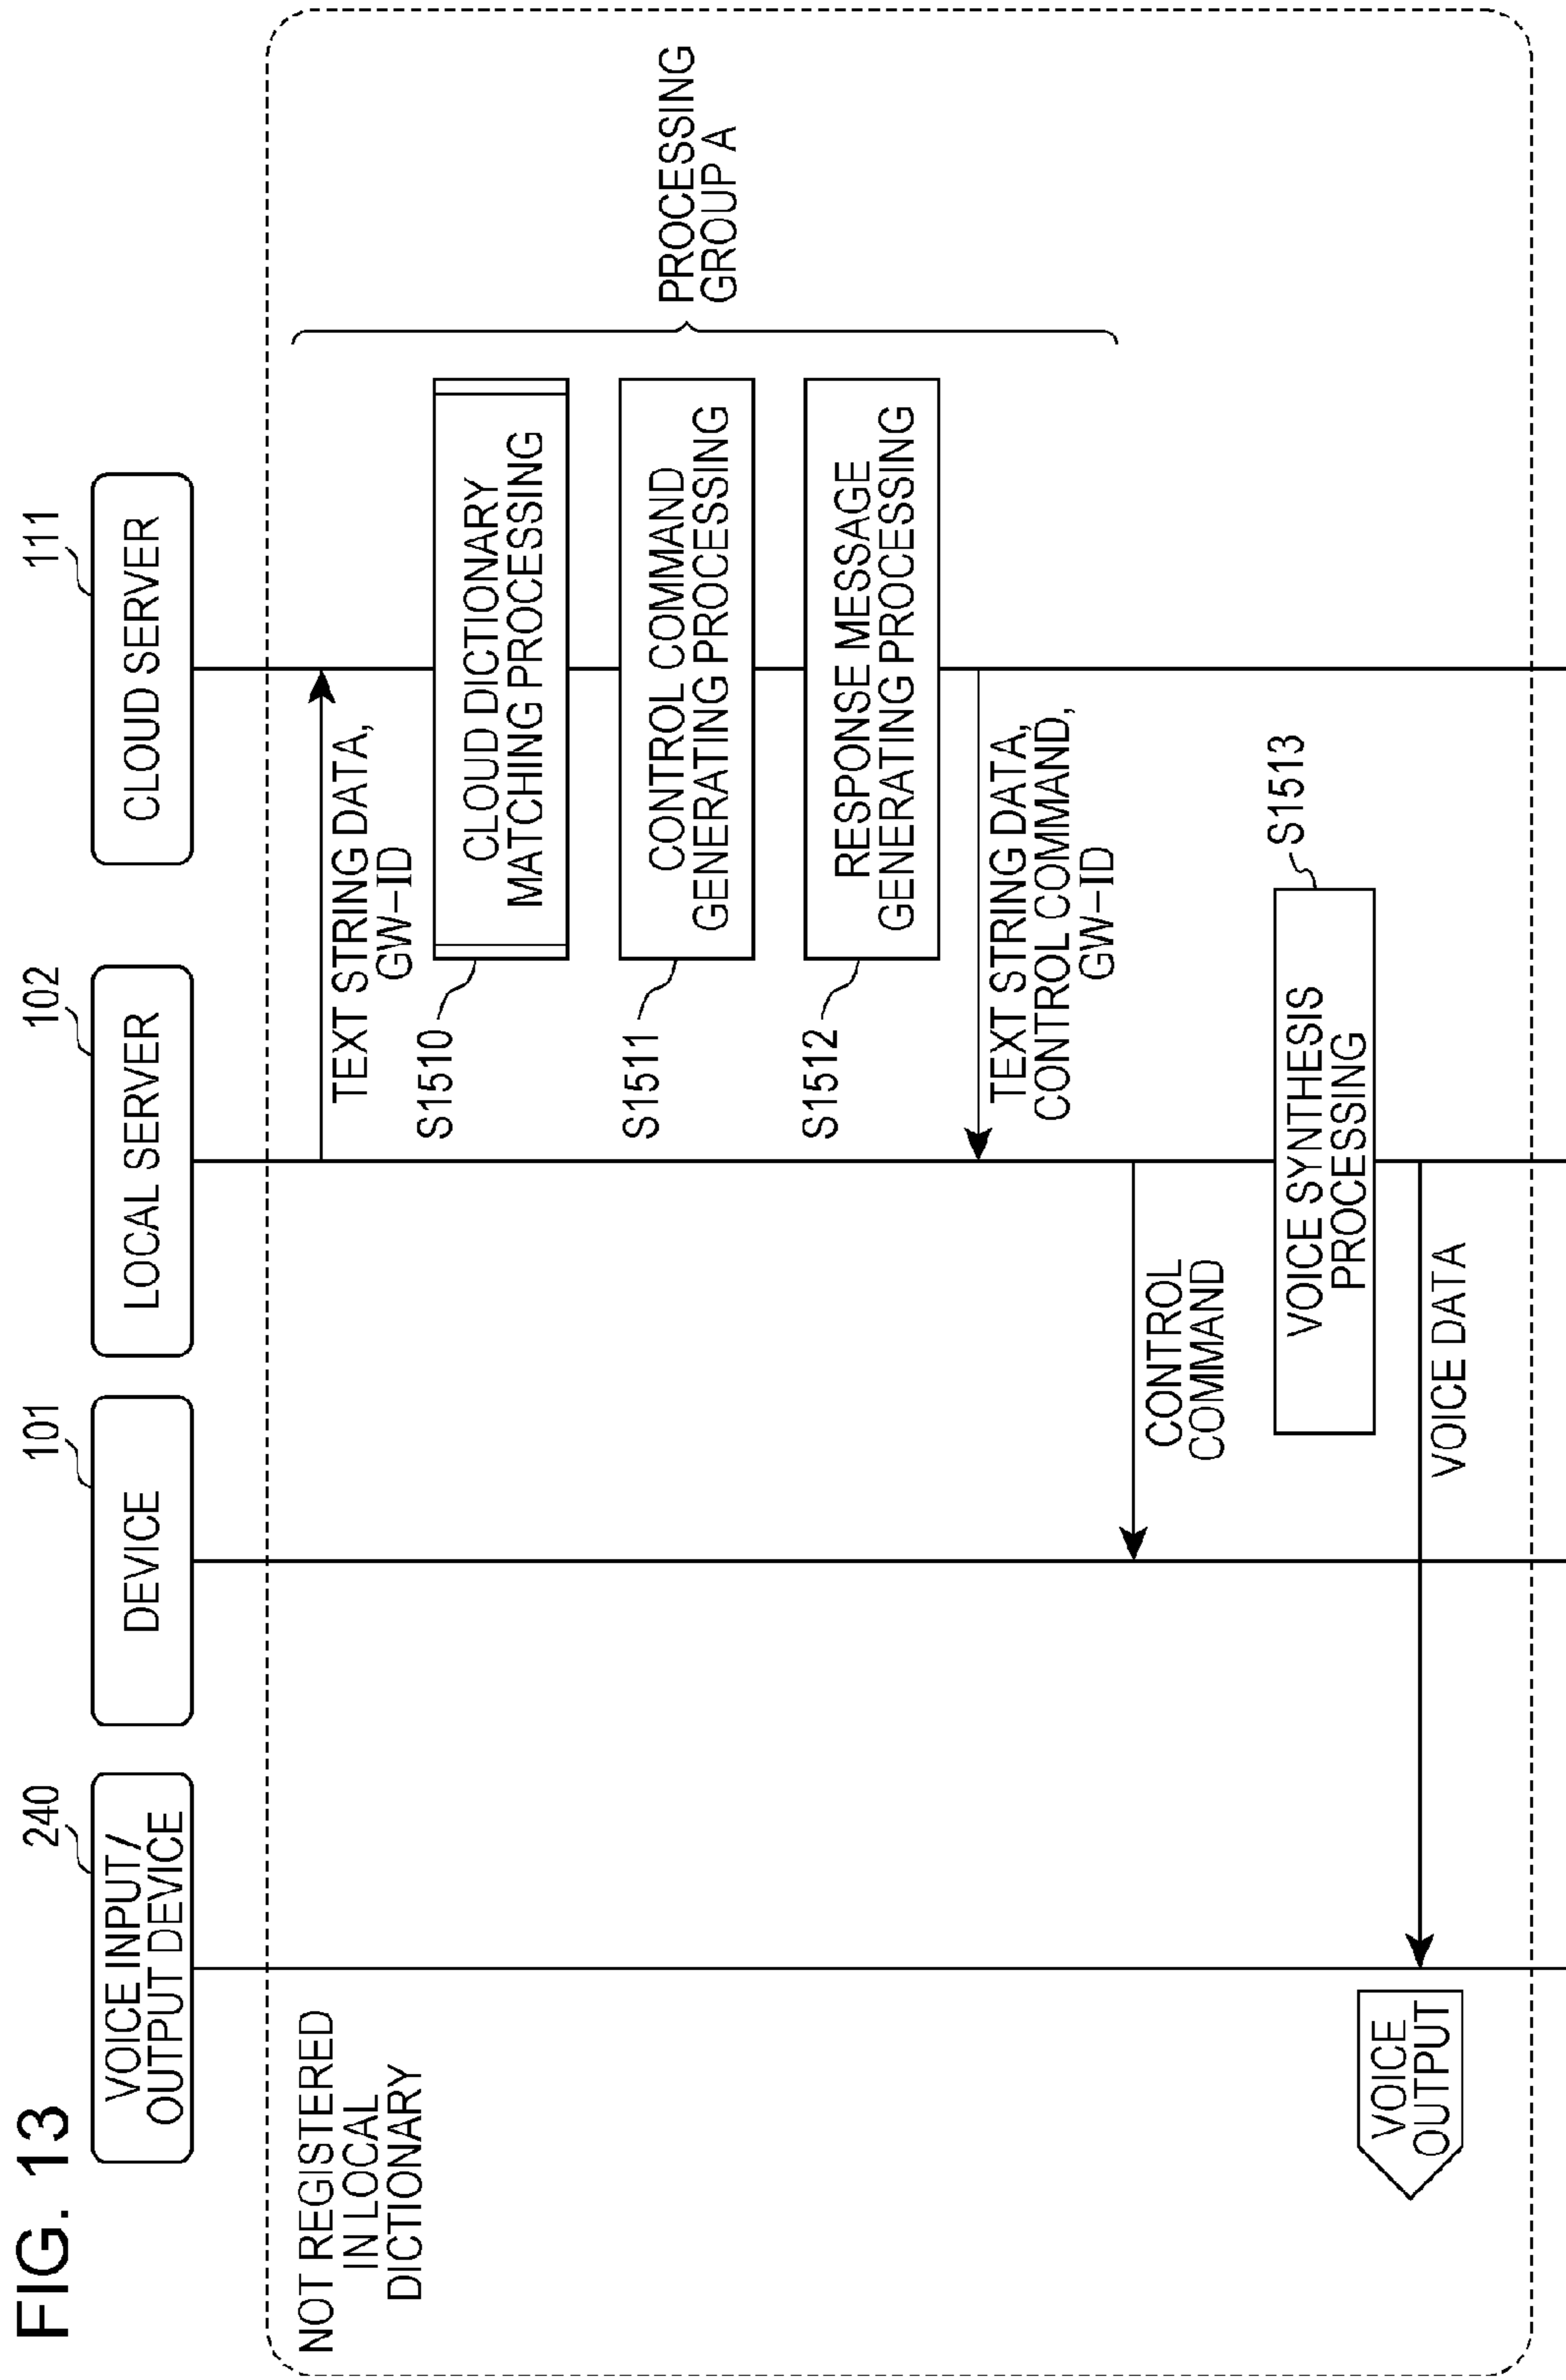 FIG. 13
240
VOICE INPUT/
OUTPUT DEVICE
101
DEVICE
102
LOCAL SERVER
111
CLOUD SERVER
NOT REGISTERED
IN LOCAL
DICTIONARY
TEXT STRING DATA,
GW-ID
S1510
CLOUD DICTIONARY
MATCHING PROCESSING
S1511
CONTROL COMMAND
GENERATING PROCESSING
S1512
RESPONSE MESSAGE
GENERATING PROCESSING
PROCESSING
GROUP A
TEXT STRING DATA,
CONTROL COMMAND,
GW-ID
CONTROL
COMMAND
VOICE SYNTHESIS
PROCESSING
S1513
VOICE DATA
VOICE
OUTPUT